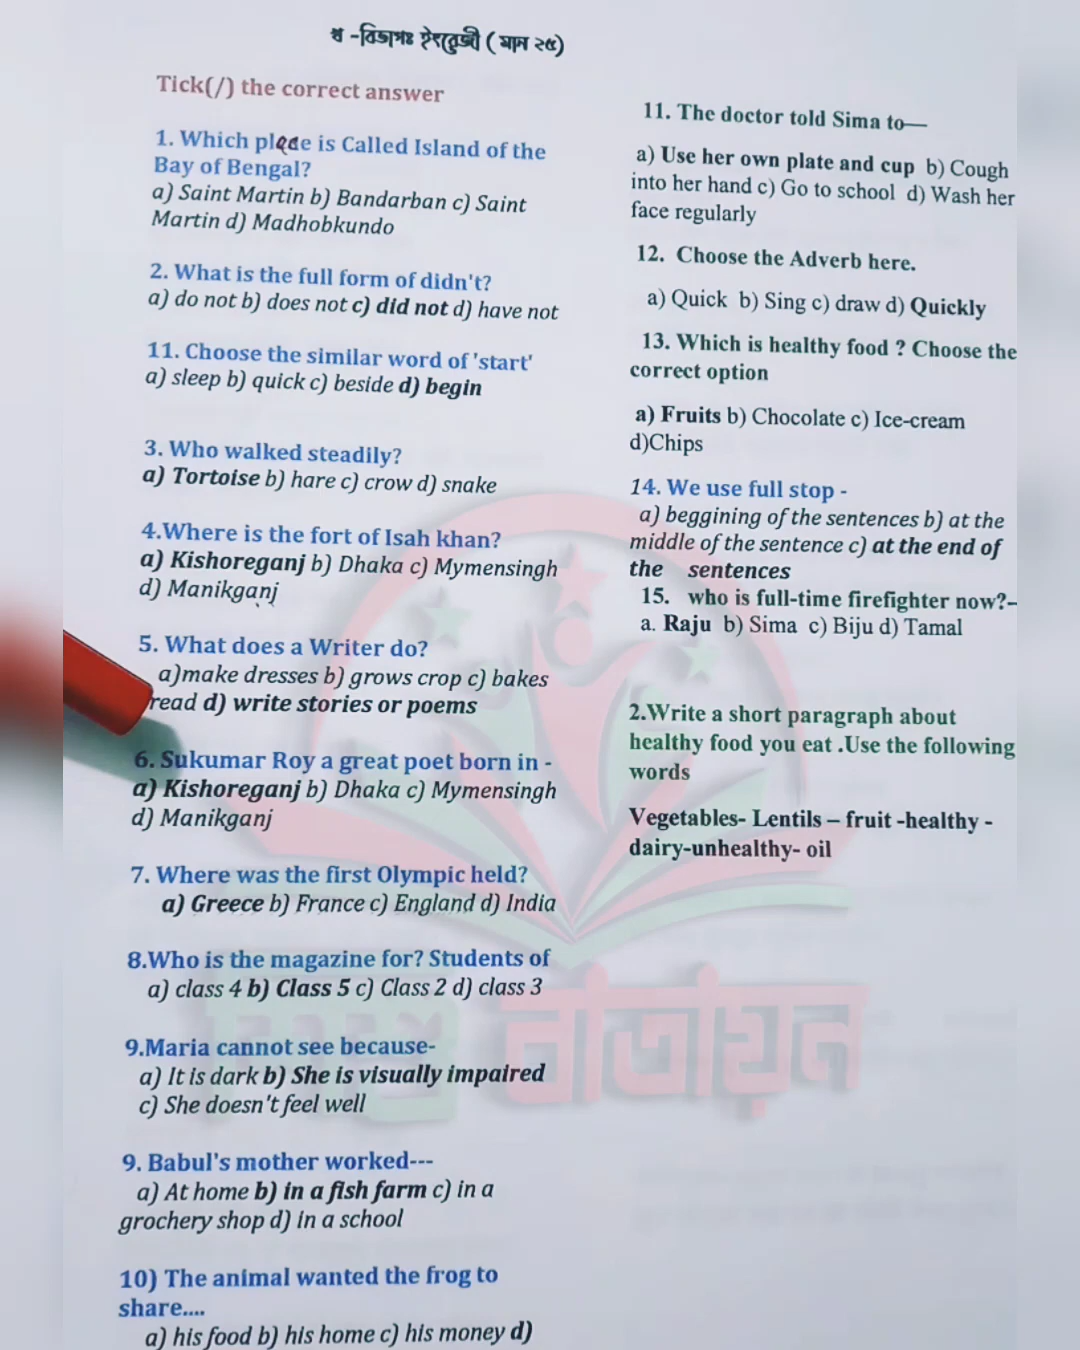 খ -বিভাগঃ ইংরেজী ( মান ২৫)
Tick(/) the correct answer
1. Which place is Called Island of the
Bay of Bengal?
a) Saint Martin b) Bandarban c) Saint
Martin d) Madhobkundo
2. What is the full form of didn't?
a) do not b) does not c) did not d) have not
11. Choose the similar word of 'start'
a) sleep b) quick c) beside d) begin
3. Who walked steadily?
a) Tortoise b) hare c) crow d) snake
4.Where is the fort of Isah khan?
a) Kishoreganj b) Dhaka c) Mymensingh
d) Manikganj
5. What does a Writer do?
a)make dresses b) grows crop c) bakes
read d) write stories or poems
6. Sukumar Roy a great poet born in -
a) Kishoreganj b) Dhaka c) Mymensingh
d) Manikganj
7. Where was the first Olympic held?
a) Greece b) France c) England d) India
8.Who is the magazine for? Students of
a) class 4 b) Class 5 c) Class 2 d) class 3
9.Maria cannot see because-
a) It is dark b) She is visually impaired
c) She doesn't feel well
9. Babul's mother worked---
a) At home b) in a fish farm c) in a
grochery shop d) in a school
10) The animal wanted the frog to
share....
a) his food b) his home c) his money d)
11. The doctor told Sima to—
a) Use her own plate and cup b) Cough
into her hand c) Go to school d) Wash her
face regularly
12. Choose the Adverb here.
a) Quick b) Sing c) draw d) Quickly
13. Which is healthy food ? Choose the
correct option
a) Fruits b) Chocolate c) Ice-cream
d)Chips
14. We use full stop -
a) beggining of the sentences b) at the
middle of the sentence c) at the end of
the sentences
15. who is full-time firefighter now?–
a. Raju b) Sima c) Biju d) Tamal
2.Write a short paragraph about
healthy food you eat .Use the following
words
Vegetables- Lentils – fruit -healthy -
dairy-unhealthy- oil
শিশু বাতায়ন